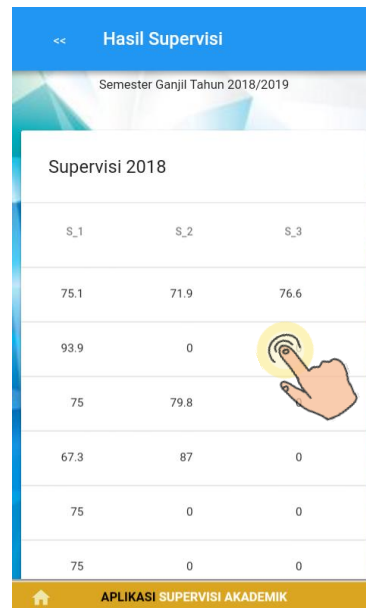 << Hasil Supervisi
Semester Ganjil Tahun 2018/2019
Supervisi 2018
S_1 S_2 S_3
75.1 71.9 76.6
93.9 0
75 79.8
67.3 87 0
75 0 0
75 0 0
APLIKASI SUPERVISI AKADEMIK